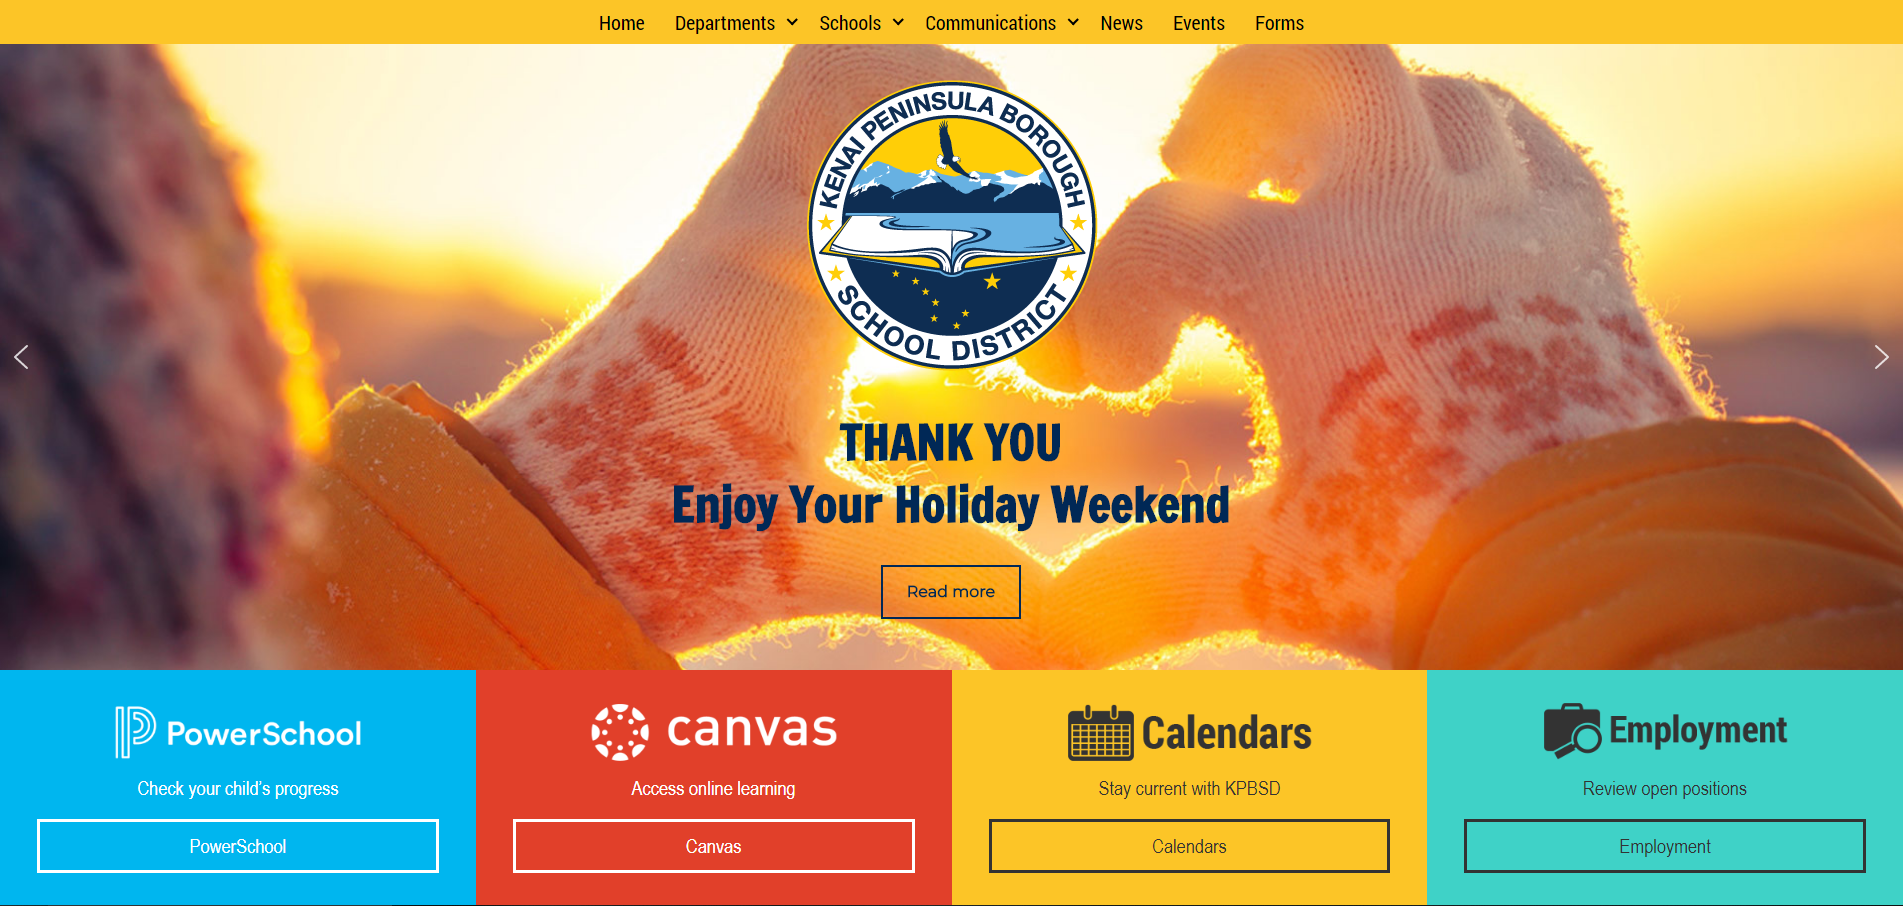 Home Departments Schools Communications News Events Forms
KENAI PENINSULA BOROUGH
SCHOOL DISTRICT
THANK YOU
Enjoy Your Holiday Weekend
Read more
PowerSchool
Check your child's progress
PowerSchool
canvas
Access online learning
Canvas
Calendars
Stay current with KPBSD
Calendars
Employment
Review open positions
Employment